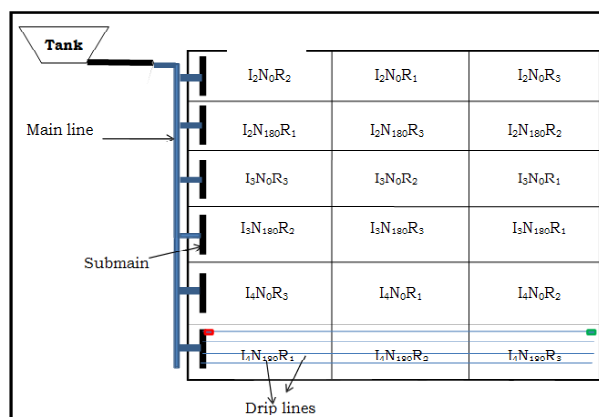 Tank
I₂N₀R₂ I₂N₀R₁ I₂N₀R₃
Main line
I₂N₁₈₀R₁ I₂N₁₈₀R₃ I₂N₁₈₀R₂
I₃N₀R₃ I₃N₀R₂ I₃N₀R₁
I₃N₁₈₀R₂ I₃N₁₈₀R₃ I₃N₁₈₀R₁
Submain
I₄N₀R₃ I₄N₀R₁ I₄N₀R₂
I₄N₁₈₀R₁ I₄N₁₈₀R₂ I₄N₁₈₀R₃
Drip lines